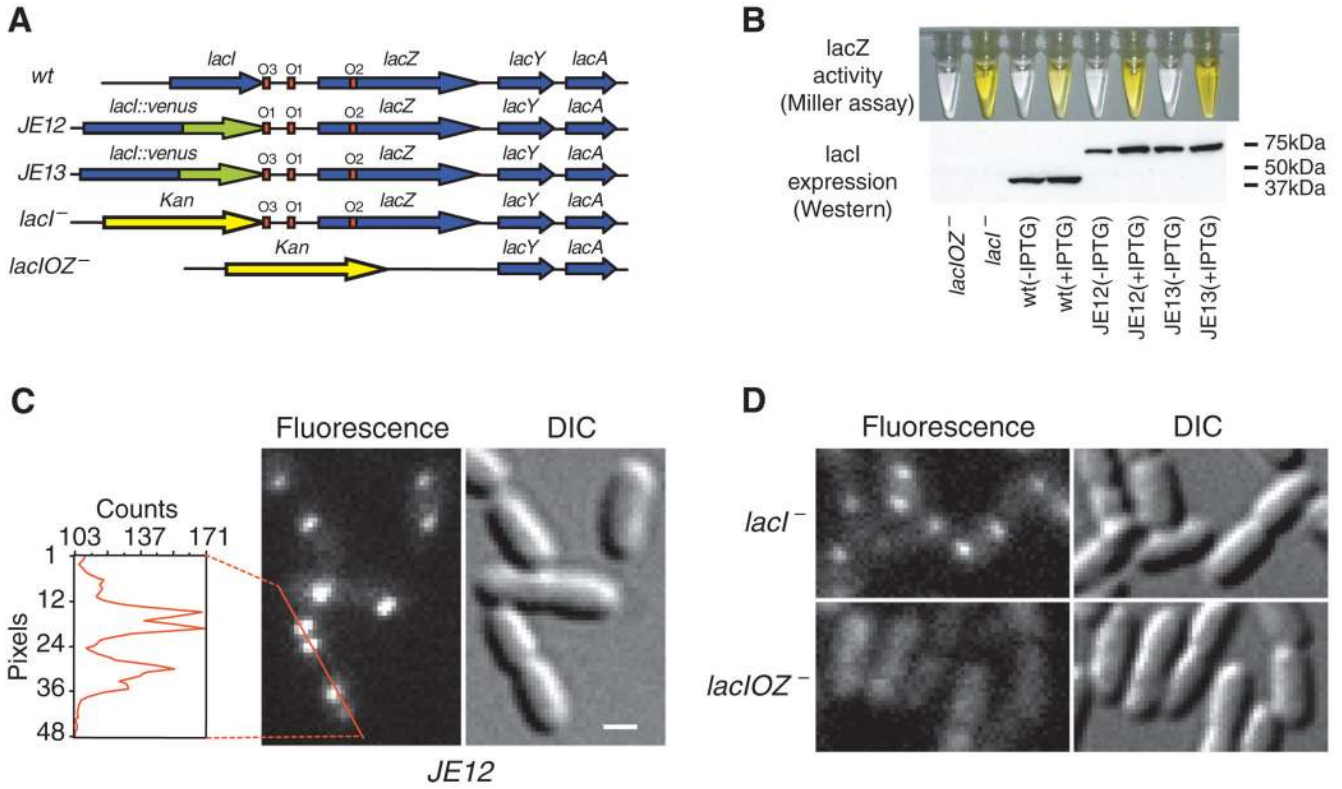 A
wt
lacI
O3
O1
O2
lacZ
lacY
lacA
JE12
lacI::venus
O1
O2
lacZ
lacY
lacA
JE13
lacI::venus
O3
O1
O2
lacZ
lacY
lacA
lacI–
Kan
O3
O1
O2
lacZ
lacY
lacA
lacIOZ–
Kan
lacY
lacA
B
lacZ
activity
(Miller assay)
lacI
expression
(Western)
75kDa
50kDa
37kDa
lacIOZ–
lacI–
wt(-IPTG)
wt(+IPTG)
JE12(-IPTG)
JE12(+IPTG)
JE13(-IPTG)
JE13(+IPTG)
C
Fluorescence
DIC
Counts
103 137 171
1
12
24
36
48
Pixels
JE12
D
Fluorescence
DIC
lacI–
lacIOZ–